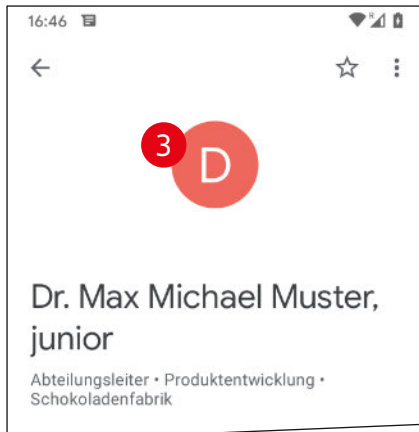 16:46
R
3
D
Dr. Max Michael Muster,
junior
Abteilungsleiter • Produktentwicklung •
Schokoladenfabrik